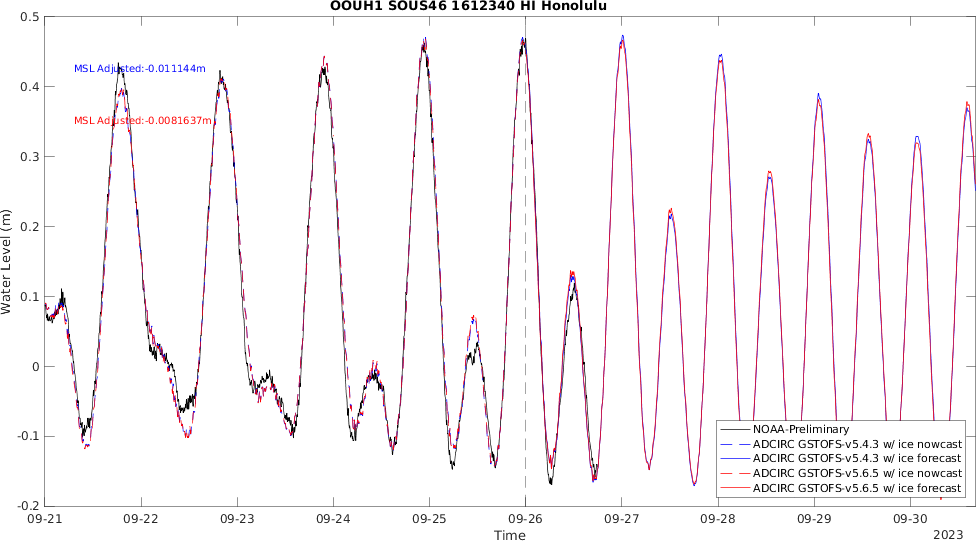 OOUH1 SOUS46 1612340 HI Honolulu
0.5
MSL Adjusted:-0.011144m
0.4
MSL Adjusted:-0.0081637m
0.3
0.2
Water Level (m)
0.1
0
-0.1
NOAA-Preliminary
ADCIRC GSTOFS-v5.4.3 w/ ice nowcast
ADCIRC GSTOFS-v5.4.3 w/ ice forecast
ADCIRC GSTOFS-v5.6.5 w/ ice nowcast
ADCIRC GSTOFS-v5.6.5 w/ ice forecast
-0.2
09-21 09-22 09-23 09-24 09-25 09-26 09-27 09-28 09-29 09-30
Time
2023